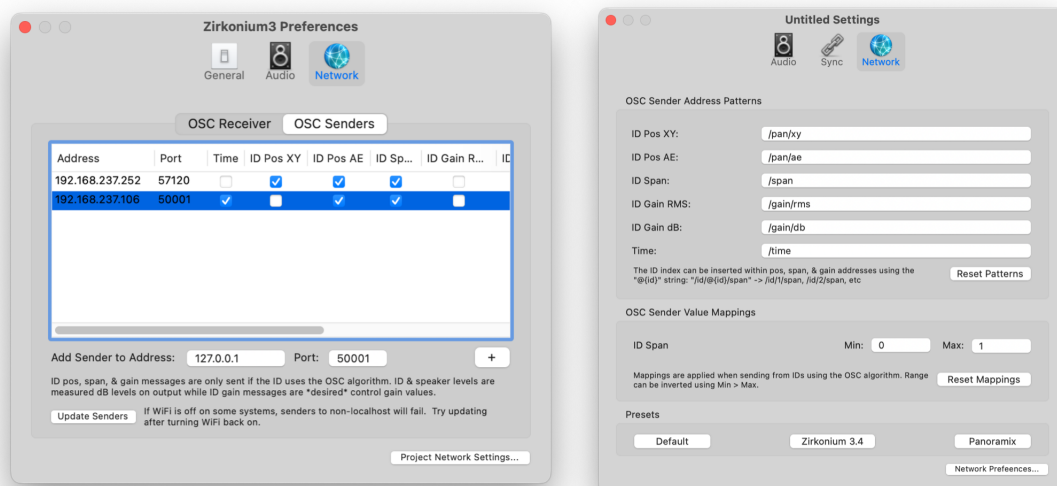 Zirkonium3 Preferences
General
Audio
Network
OSC Receiver
OSC Senders
Address Port Time ID Pos XY ID Pos AE ID Sp... ID Gain R... ID
192.168.237.252 57120
192.168.237.106 50001
Add Sender to Address: 127.0.0.1 Port: 50001 +
ID pos, span, & gain messages are only sent if the ID uses the OSC algorithm. ID & speaker levels are
measured dB levels on output while ID gain messages are *desired* control gain values.
Update Senders
If WiFi is off on some systems, senders to non-localhost will fail. Try updating
after turning WiFi back on.
Project Network Settings...
Untitled Settings
Audio
Sync
Network
OSC Sender Address Patterns
ID Pos XY: /pan/xy
ID Pos AE: /pan/ae
ID Span: /span
ID Gain RMS: /gain/rms
ID Gain dB: /gain/db
Time: /time
The ID index can be inserted within pos, span, & gain addresses using the
"@{id}" string: "/id/@{id}/span" -> /id/1/span, /id/2/span, etc
Reset Patterns
OSC Sender Value Mappings
ID Span Min: 0 Max: 1
Mappings are applied when sending from IDs using the OSC algorithm. Range
can be inverted using Min > Max.
Reset Mappings
Presets
Default
Zirkonium 3.4
Panoramix
Network Prefeences...